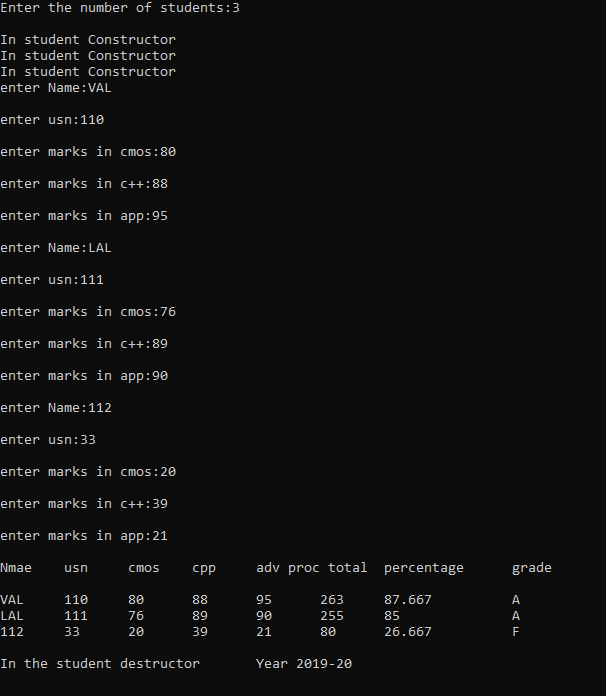 Enter the number of students:3
In student Constructor
In student Constructor
In student Constructor
enter Name:VAL
enter usn:110
enter marks in cmos:80
enter marks in c++:88
enter marks in app:95
enter Name:LAL
enter usn:111
enter marks in cmos:76
enter marks in c++:89
enter marks in app:90
enter Name:112
enter usn:33
enter marks in cmos:20
enter marks in c++:39
enter marks in app:21
Nmae usn cmos cpp adv proc total percentage grade
VAL 110 80 88 95 263 87.667 A
LAL 111 76 89 90 255 85 A
112 33 20 39 21 80 26.667 F
In the student destructor Year 2019-20